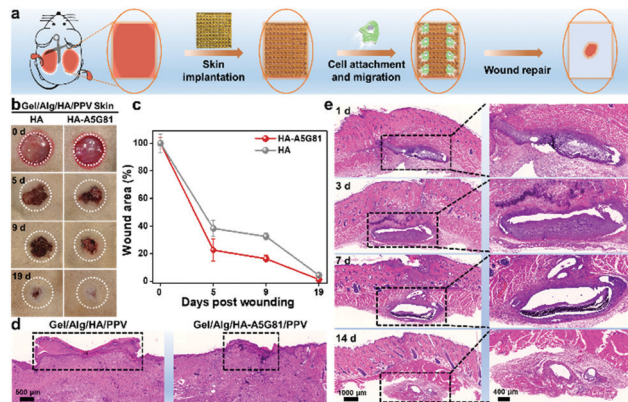 a
Skin
implantation
Cell attachment
and migration
Wound repair
b
Gel/Alg/HA/PPV Skin
HA
HA-A5G81
0 d
5 d
9 d
19 d
c
HA-A5G81
HA
Wound area (%)
100
80
60
40
20
0
0
5
9
19
Days post wounding
d
Gel/Alg/HA/PPV
Gel/Alg/HA-A5G81/PPV
500 μm
e
1 d
3 d
7 d
14 d
1000 μm
400 μm